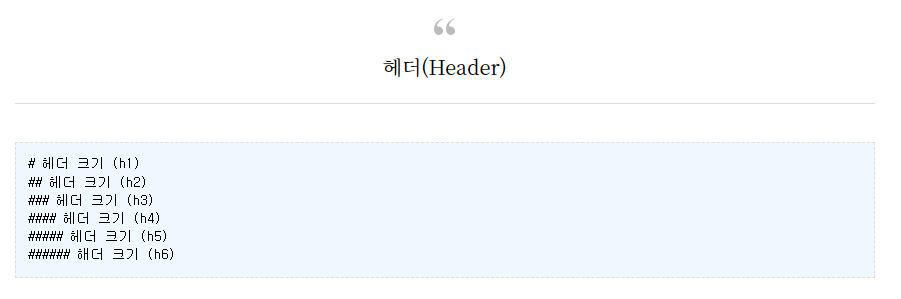 ❝
헤더(Header)
# 헤더 크기 (h1)
## 헤더 크기 (h2)
### 헤더 크기 (h3)
#### 헤더 크기 (h4)
##### 헤더 크기 (h5)
###### 해더 크기 (h6)